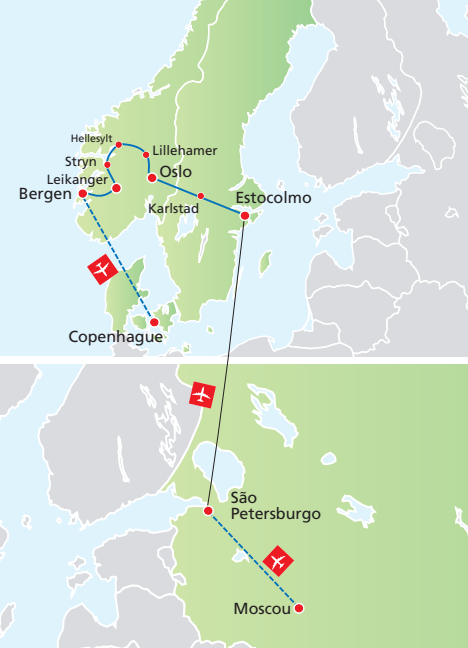 Hellesylt
Lillehamer
Stryn
Oslo
Leikanger
Bergen
Estocolmo
Karlstad
Copenhague
São
Petersburgo
Moscou